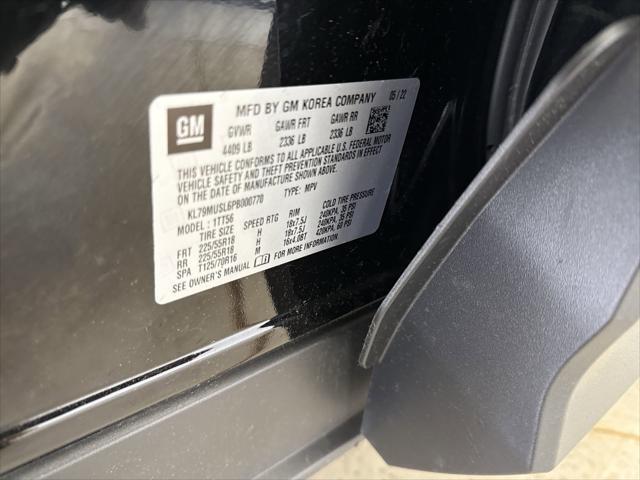 GM
MFD BY GM KOREA COMPANY 05 / 22
GVWR GAWR FRT GAWR RR
4409 LB 2336 LB 2336 LB
THIS VEHICLE CONFORMS TO ALL APPLICABLE U.S. FEDERAL MOTOR
VEHICLE SAFETY AND THEFT PREVENTION STANDARDS IN EFFECT
ON THE DATE OF MANUFACTURE SHOWN ABOVE.
KL79MUSL6PB000770 TYPE: MPV
MODEL: 1TT56
TIRE SIZE SPEED RTG RIM COLD TIRE PRESSURE
FRT 225/55R18 H 18x7.5J 240KPA, 35 PSI
RR 225/55R18 H 18x7.5J 240KPA, 35 PSI
SPA T125/70R16 M 16x4.0BT 420KPA, 60 PSI
SEE OWNER'S MANUAL FOR MORE INFORMATION